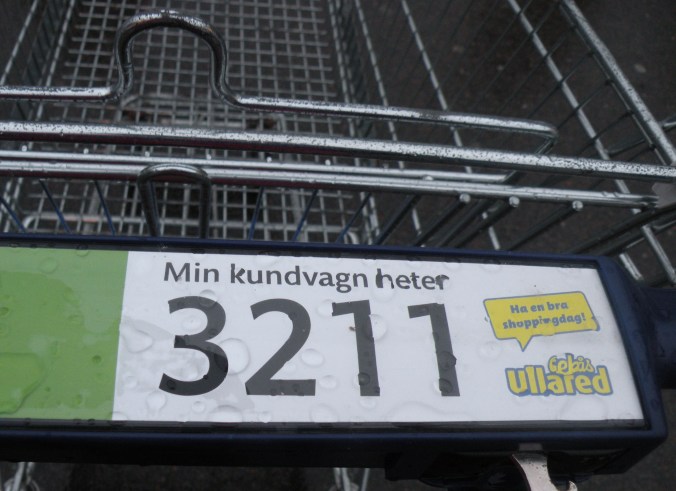 Min kundvagn heter
3211
Ha en bra
shoppingdag!
Gekås
Ullared